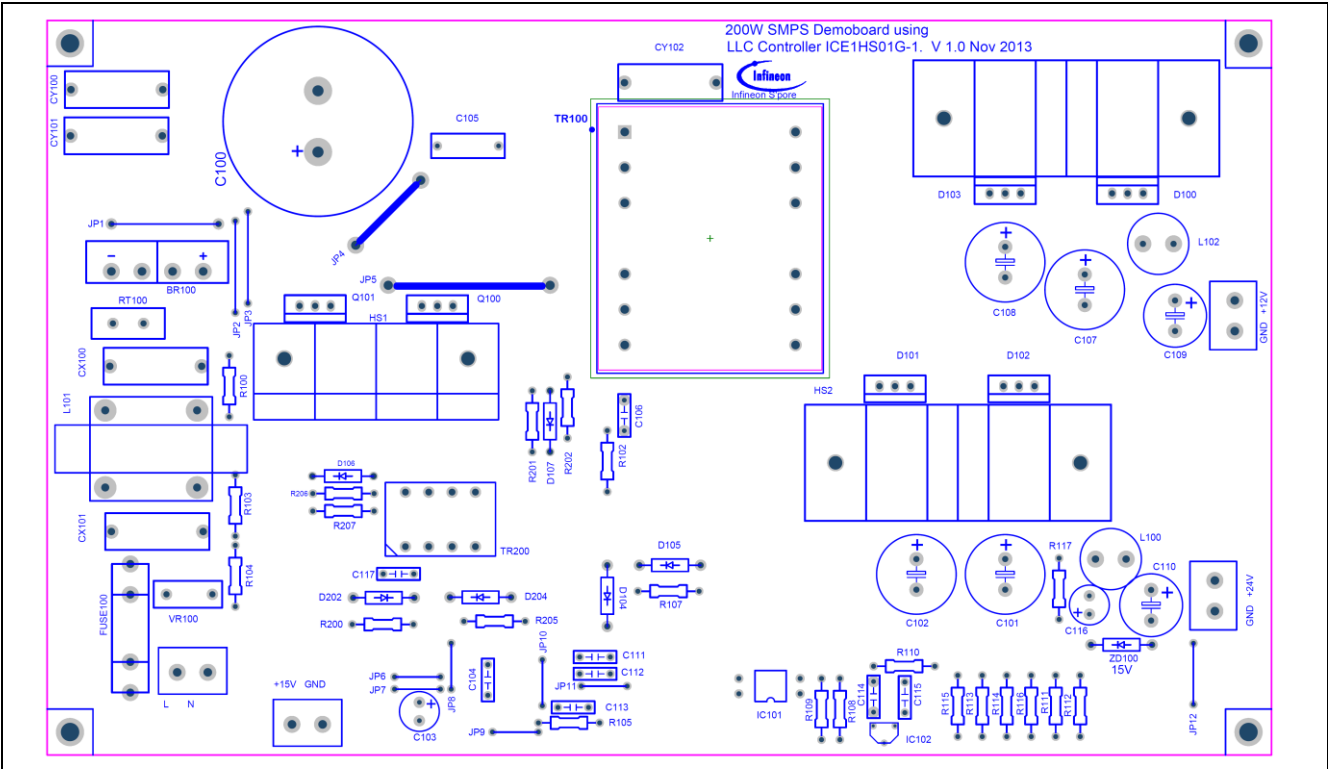 200W SMPS Demoboard using
LLC Controller ICE1HS01G-1. V 1.0 Nov 2013
Infineon
Infineon S'pore
CY100
CY101
C100
+
C105
CY102
TR100
D103
D100
L102
+
C108
+
C107
+
C109
+12V
GND
JP1
JP2
JP3
JP4
JP5
-
+
BR100
RT100
CX100
R100
L101
Q101
Q100
HS1
HS2
D101
D102
R201
D107
R202
C106
R102
D106
R206
R207
TR200
R103
CX101
R104
FUSE100
VR100
L N
C117
D202
R200
D204
R205
D105
R107
D104
+
C102
+
C101
R117
L100
C116
+
C110
+
ZD100
15V
+24V
GND
+15V GND
JP6
JP7
JP8
+
C103
C104
JP10
C111
C112
JP11
C113
R105
JP9
IC101
R109
R108
R110
C114
C115
IC102
R115
R113
R114
R116
R111
R112
JP12